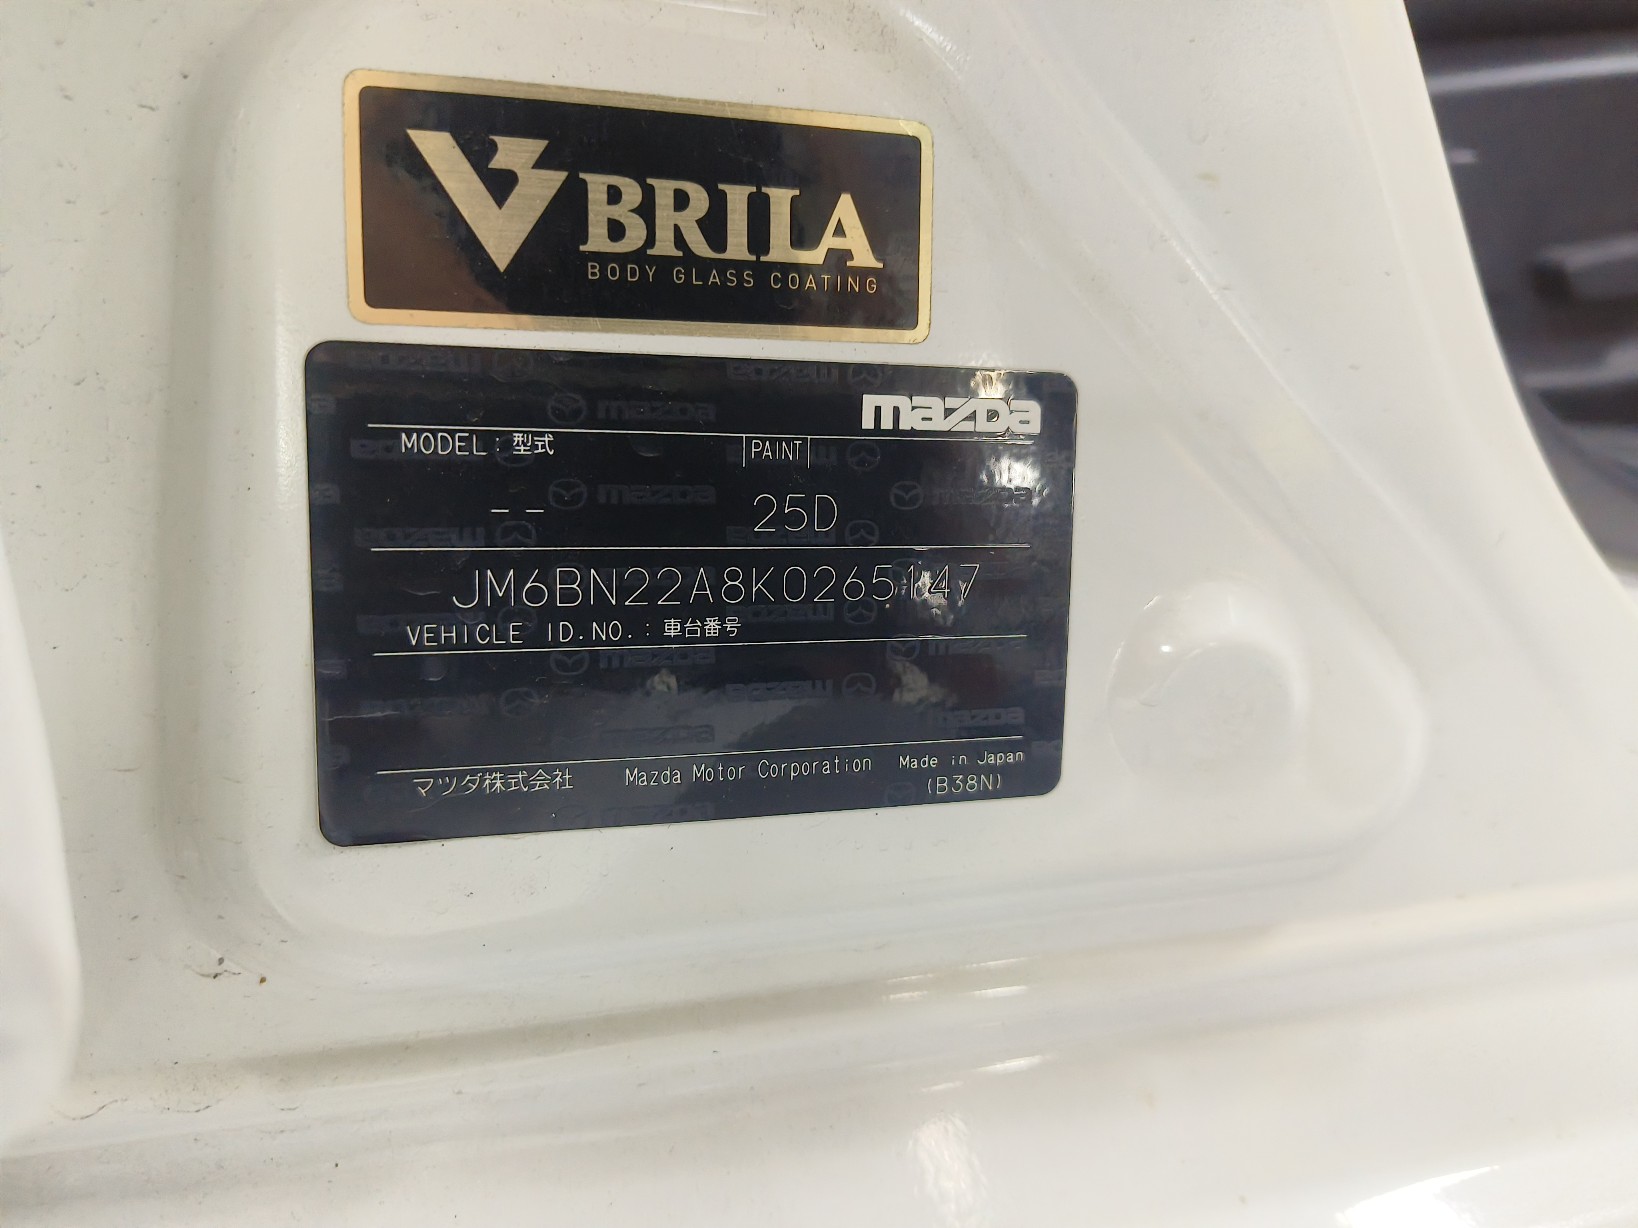 BRILA
BODY GLASS COATING
mazda
MODEL: 型式
PAINT
-- 25D
JM6BN22A8K0265147
VEHICLE ID.NO.: 車台番号
マツダ株式会社 Mazda Motor Corporation Made in Japan
(B38N)